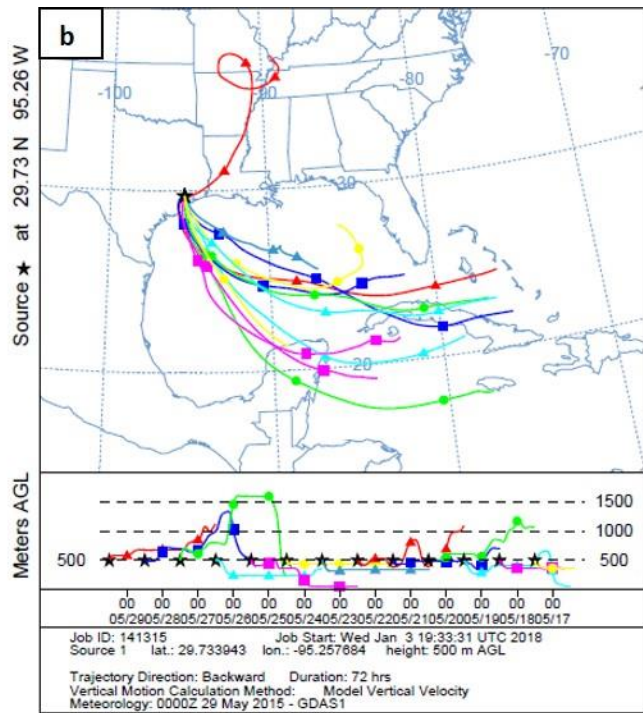 b
-70
-100
-90
-80
-30
-20
Source ★ at 29.73 N 95.26 W
Meters AGL
1500
1000
500
500
00 00 00 00 00 00 00 00 00 00 00 00 00
05/29 05/28 05/27 05/26 05/25 05/24 05/23 05/22 05/21 05/20 05/19 05/18 05/17
Job ID: 141315 Job Start: Wed Jan 3 19:33:31 UTC 2018
Source 1 lat.: 29.733943 lon.: -95.257684 height: 500 m AGL
Trajectory Direction: Backward Duration: 72 hrs
Vertical Motion Calculation Method: Model Vertical Velocity
Meteorology: 0000Z 29 May 2015 - GDAS1